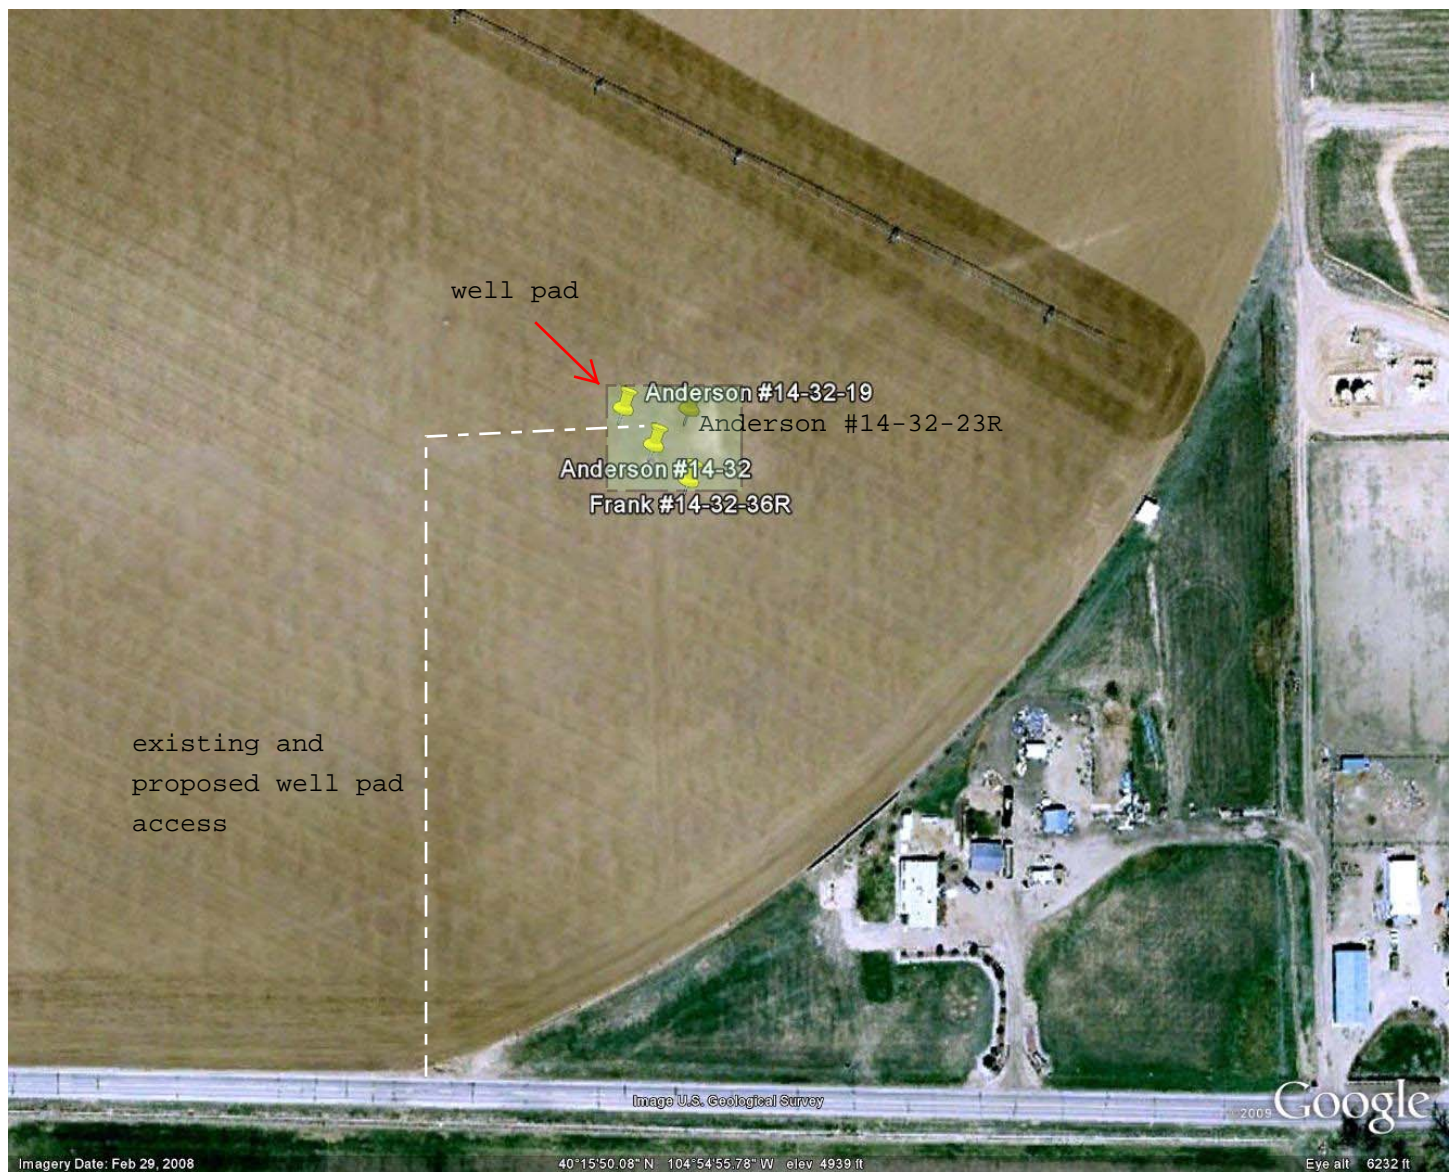 well pad
Anderson #14-32-19
Anderson #14-32-23R
Anderson #14-32
Frank #14-32-36R
existing and
proposed well pad
access
Image U.S. Geological Survey
©2009 Google
Imagery Date: Feb 29, 2008
40°15'50.08" N 104°54'55.78" W elev 4939 ft
Eye alt 6232 ft